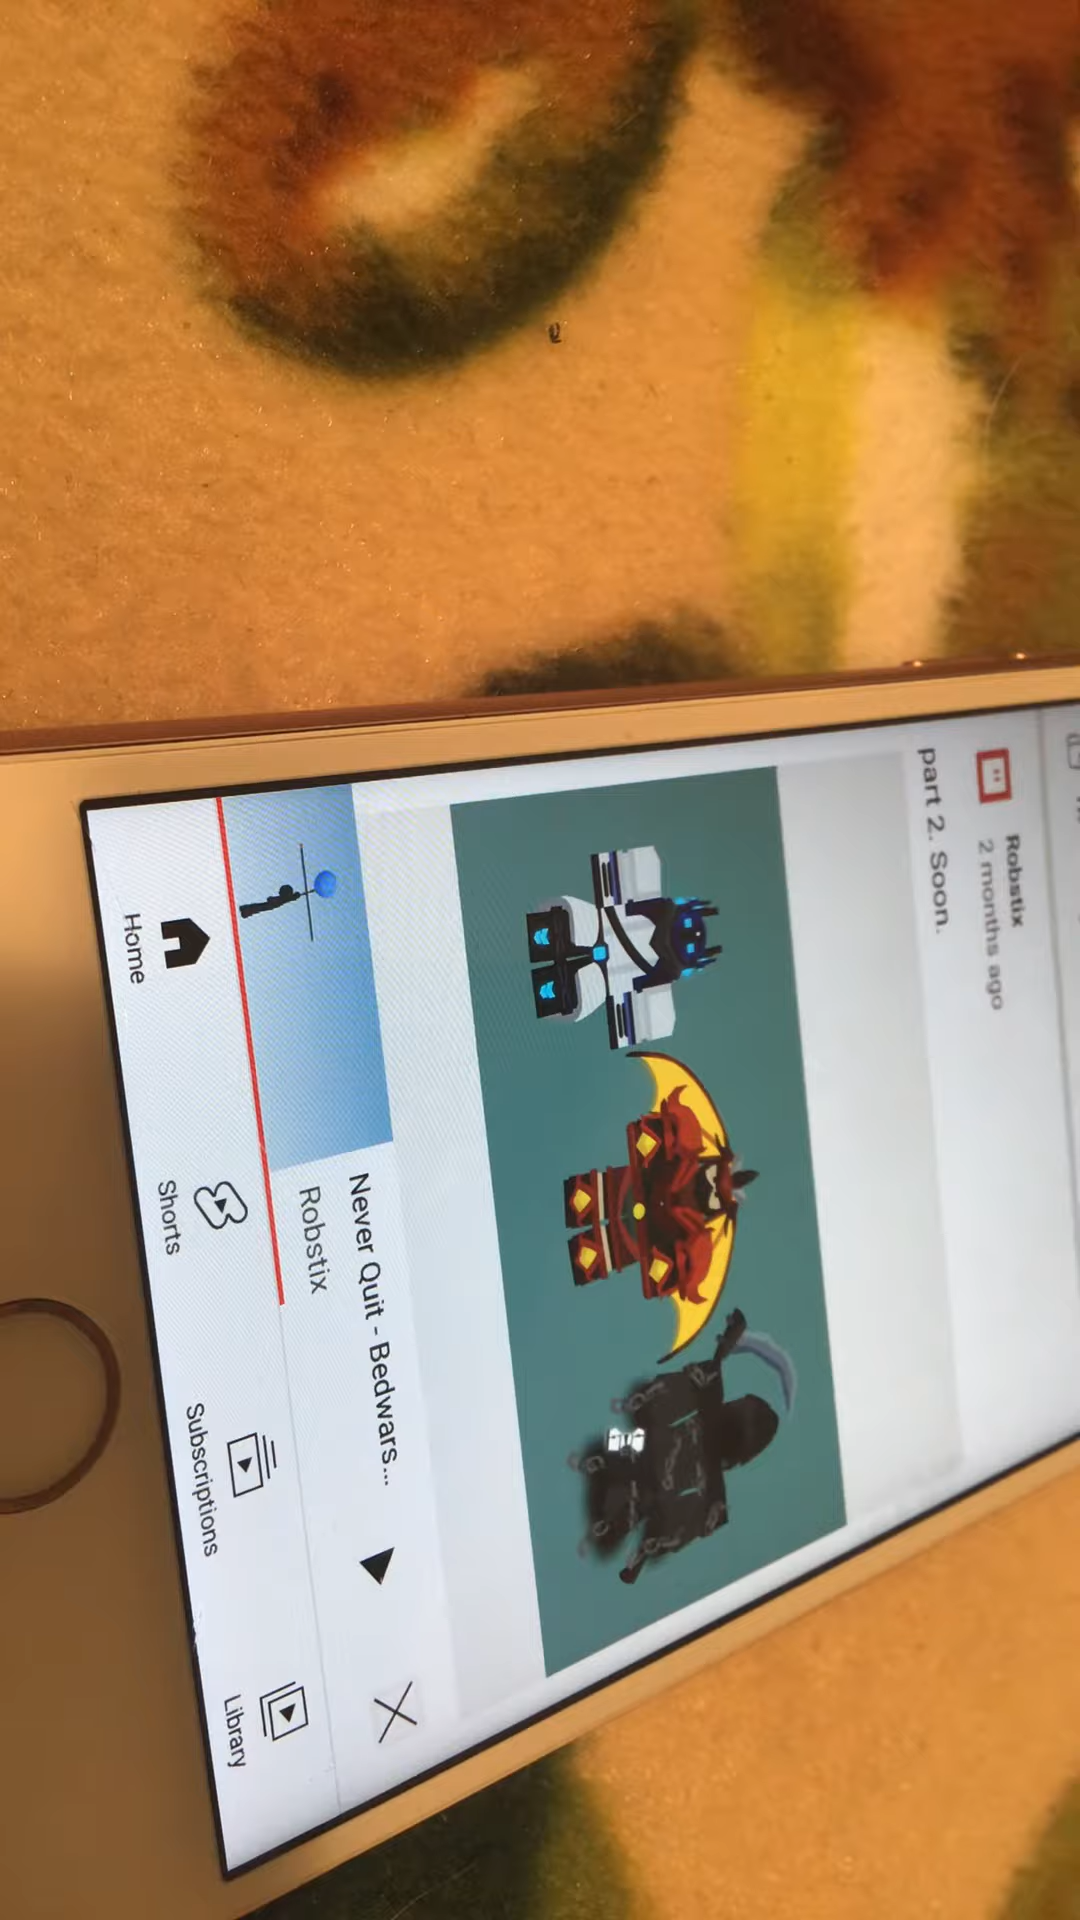 Robstix
2 months ago
part 2. Soon.
Never Quit - Bedwars...
Robstix
Home
Shorts
Subscriptions
Library